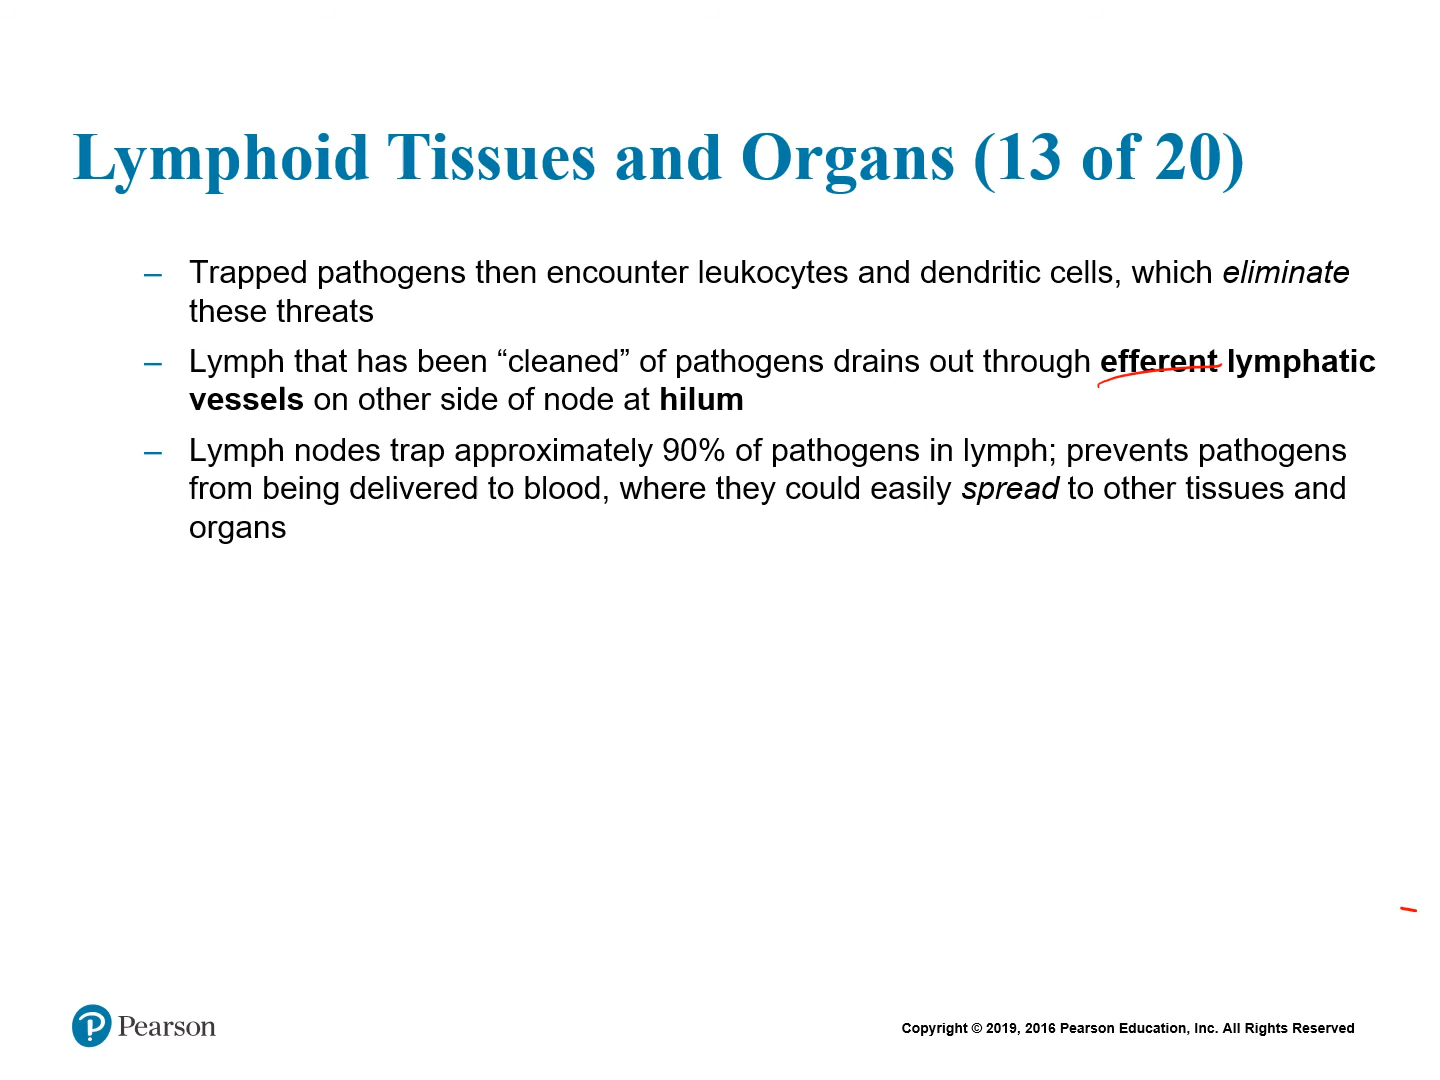 Lymphoid Tissues and Organs (13 of 20)
– Trapped pathogens then encounter leukocytes and dendritic cells, which eliminate
these threats
– Lymph that has been “cleaned” of pathogens drains out through efferent lymphatic
vessels on other side of node at hilum
– Lymph nodes trap approximately 90% of pathogens in lymph; prevents pathogens
from being delivered to blood, where they could easily spread to other tissues and
organs
Pearson
Copyright © 2019, 2016 Pearson Education, Inc. All Rights Reserved